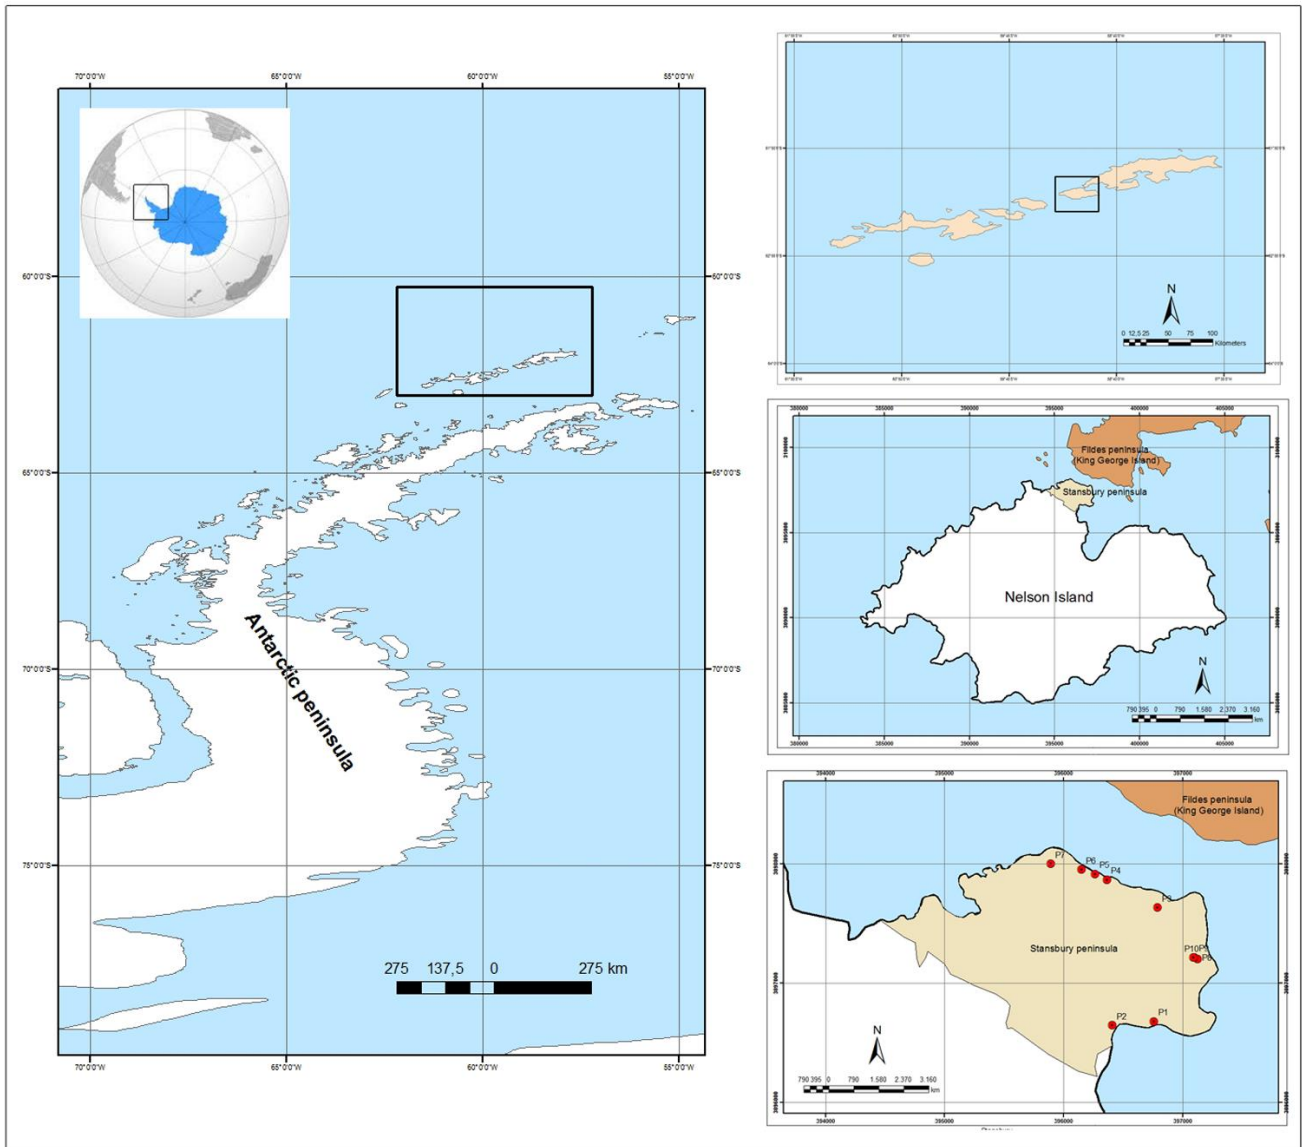 70°0'0"W 65°0'0"W 60°0'0"W 55°0'0"W
60°0'0"S 60°0'0"S
65°0'0"S 65°0'0"S
70°0'0"S 70°0'0"S
75°0'0"S 75°0'0"S
Antarctic peninsula
275 137,5 0 275 km
70°0'0"W 65°0'0"W 60°0'0"W 55°0'0"W
N
0 12,5 25 50 75 100
Kilometers
380000 385000 390000 395000 400000 405000
Fildes peninsula
(King George Island)
Stansbury peninsula
Nelson Island
N
790 395 0 790 1.580 2.370 3.160
km
380000 385000 390000 395000 400000 405000
394000 395000 396000 397000
Fildes peninsula
(King George Island)
P7
P6
P5
P4
P3
Stansbury peninsula
P10
P8
P2
P1
N
790 395 0 790 1.580 2.370 3.160
km
394000 395000 396000 397000